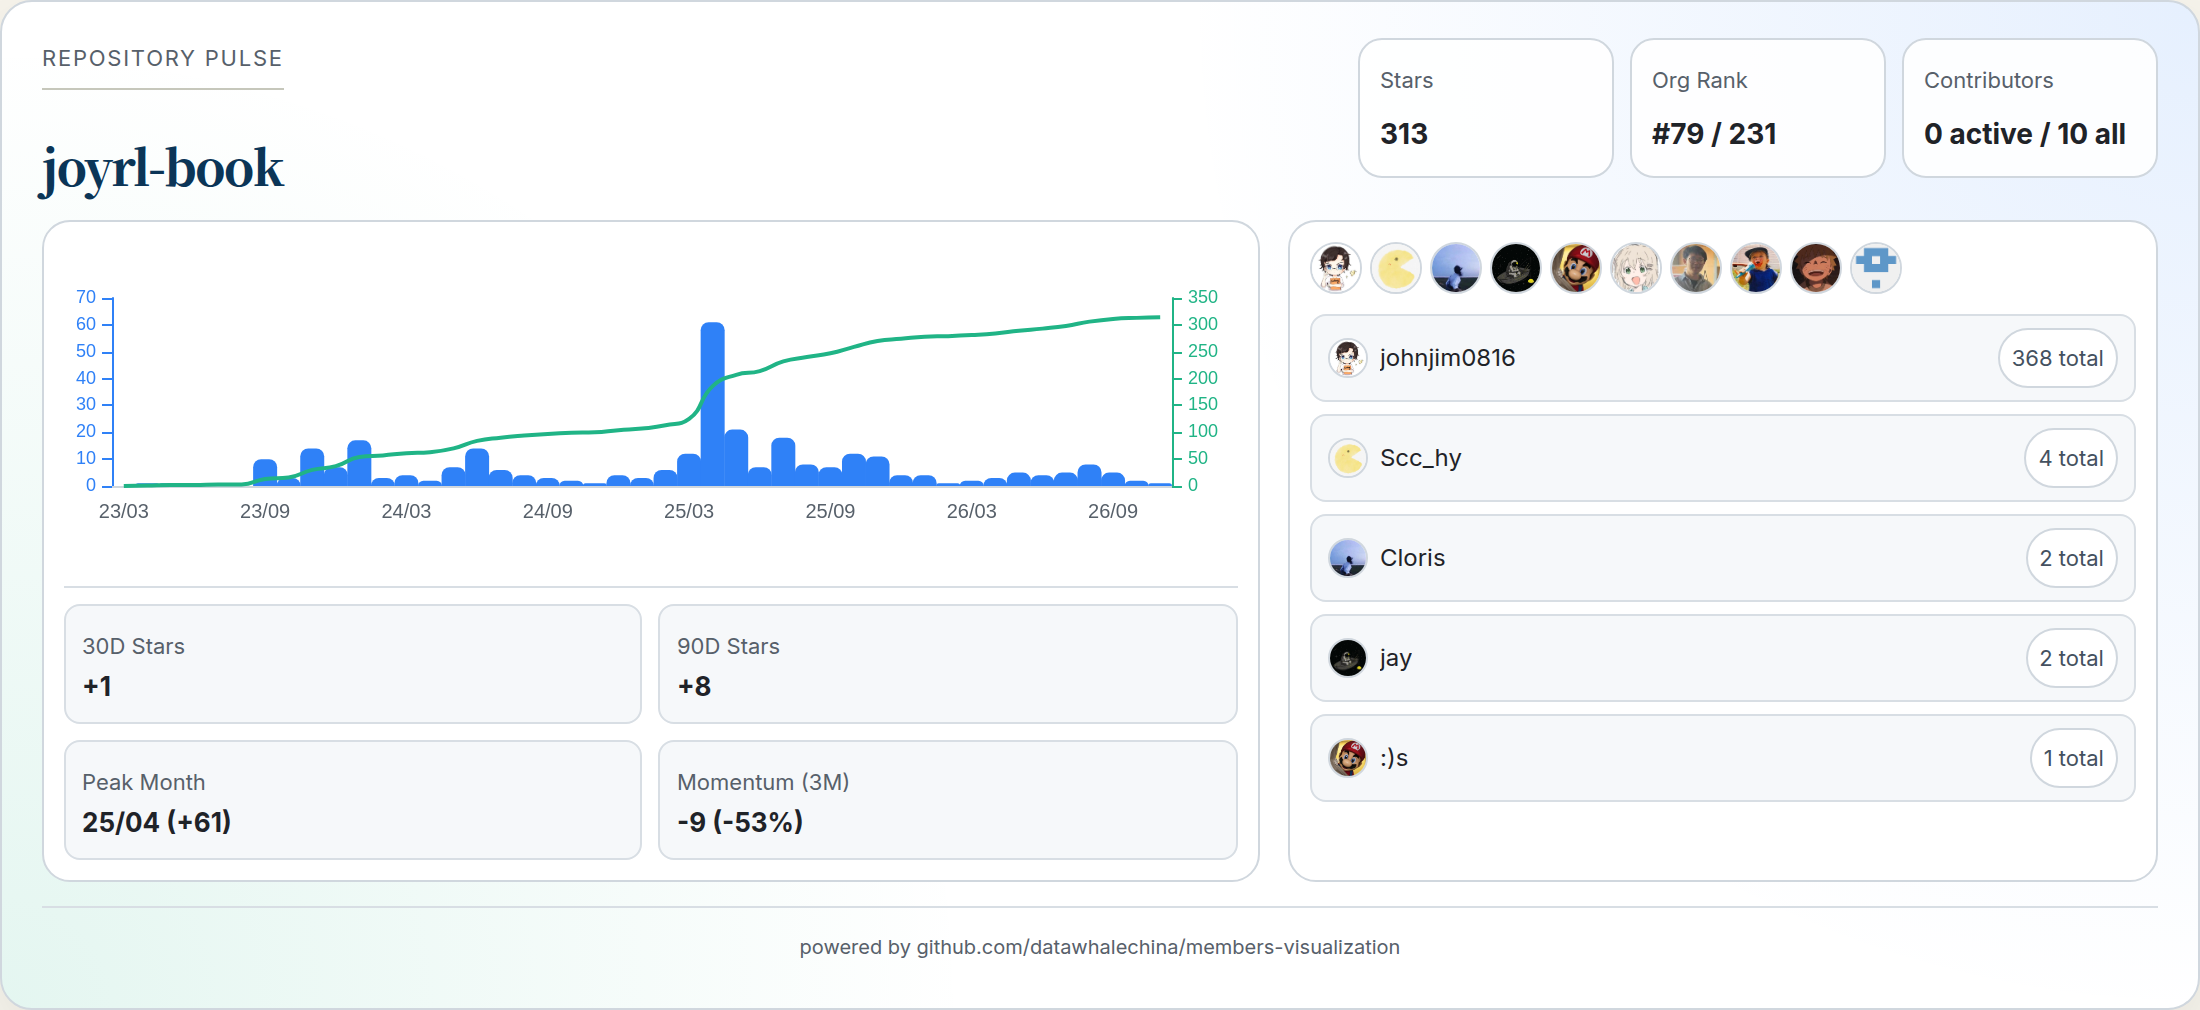 REPOSITORY PULSE
joyrl-book
Stars
313
Org Rank
#79 / 231
Contributors
0 active / 10 all
70
60
50
40
30
20
10
0
350
300
250
200
150
100
50
0
23/03
23/09
24/03
24/09
25/03
25/09
26/03
26/09
30D Stars
+1
90D Stars
+8
Peak Month
25/04 (+61)
Momentum (3M)
-9 (-53%)
johnjim0816
368 total
Scc_hy
4 total
Cloris
2 total
jay
2 total
:)s
1 total
powered by github.com/datawhalechina/members-visualization